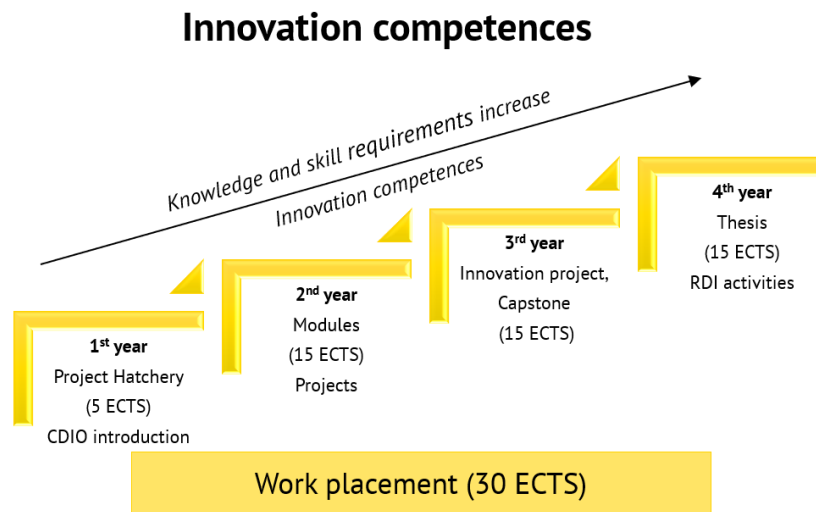 Innovation competences
Knowledge and skill requirements increase
Innovation competences
1st year
Project Hatchery
(5 ECTS)
CDIO introduction
2nd year
Modules
(15 ECTS)
Projects
3rd year
Innovation project,
Capstone
(15 ECTS)
4th year
Thesis
(15 ECTS)
RDI activities
Work placement (30 ECTS)